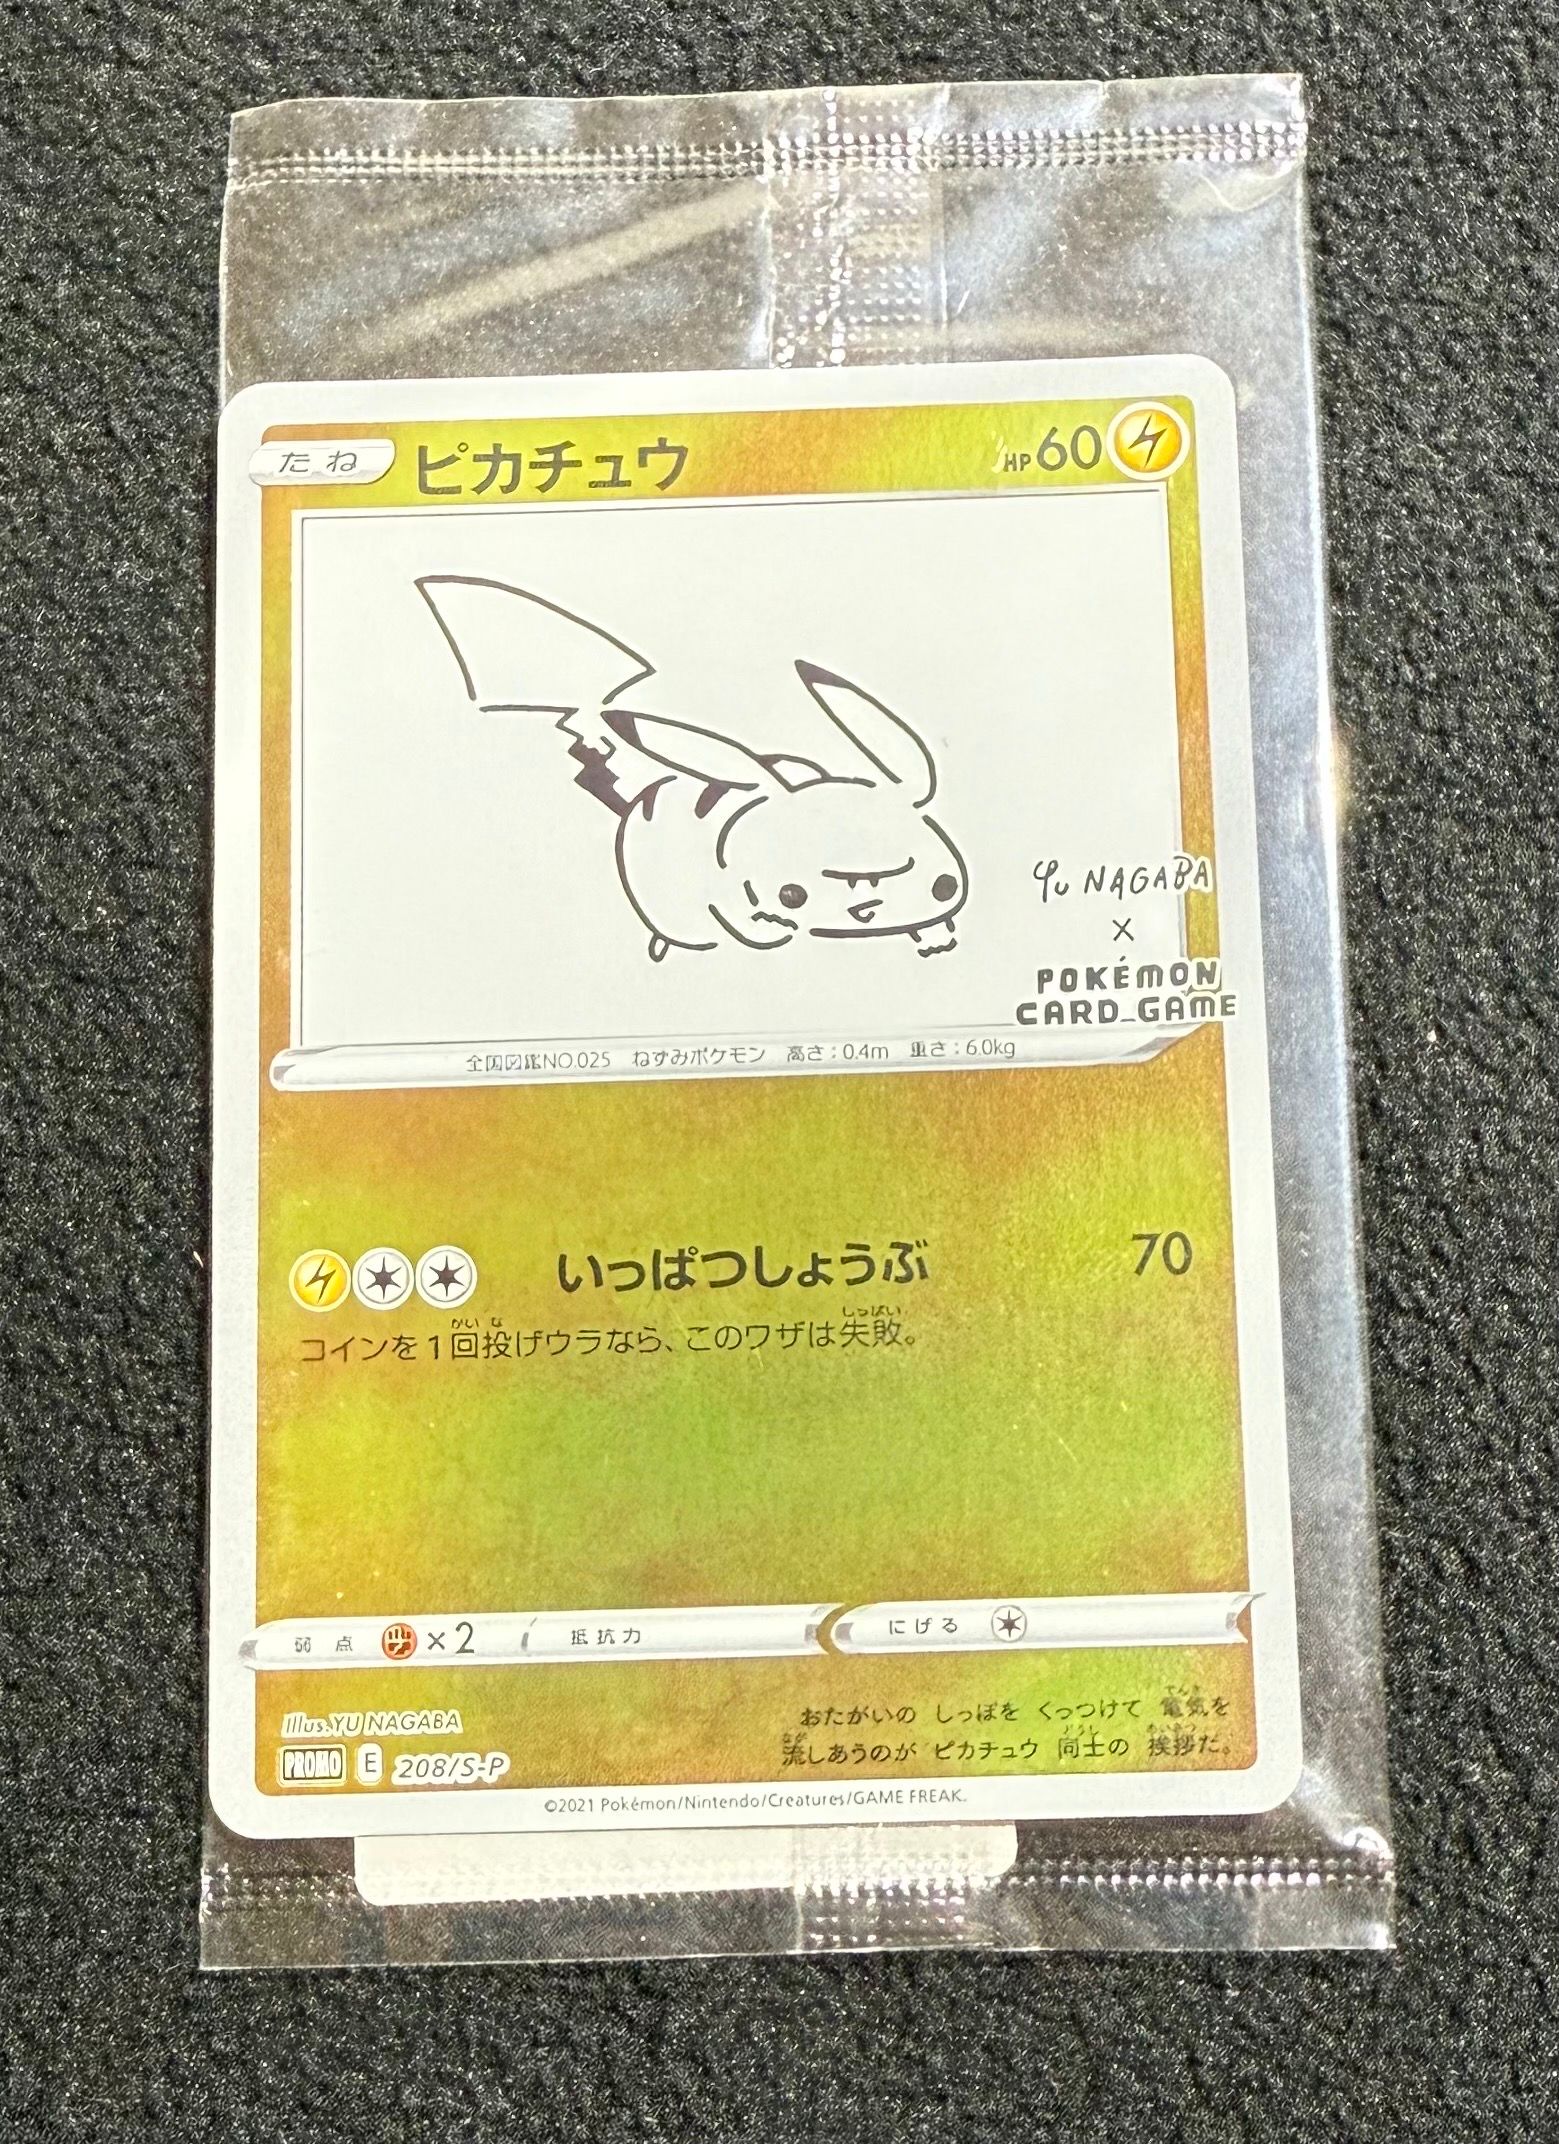 たね ピカチュウ HP60
Yu NAGABA
×
POKÉMON
CARD_GAME
全国図鑑NO.025 ねずみポケモン 高さ:0.4m 重さ:6.0kg
いっぱつしょうぶ 70
コインを1回投げウラなら、このワザは失敗。
弱点 ×2 抵抗力 にげる
Illus.YU NAGABA
PROMO E 208/S-P
おたがいの しっぽを くっつけて 電気を
流しあうのが ピカチュウ 同士の 挨拶だ。
©2021 Pokémon/Nintendo/Creatures/GAME FREAK.